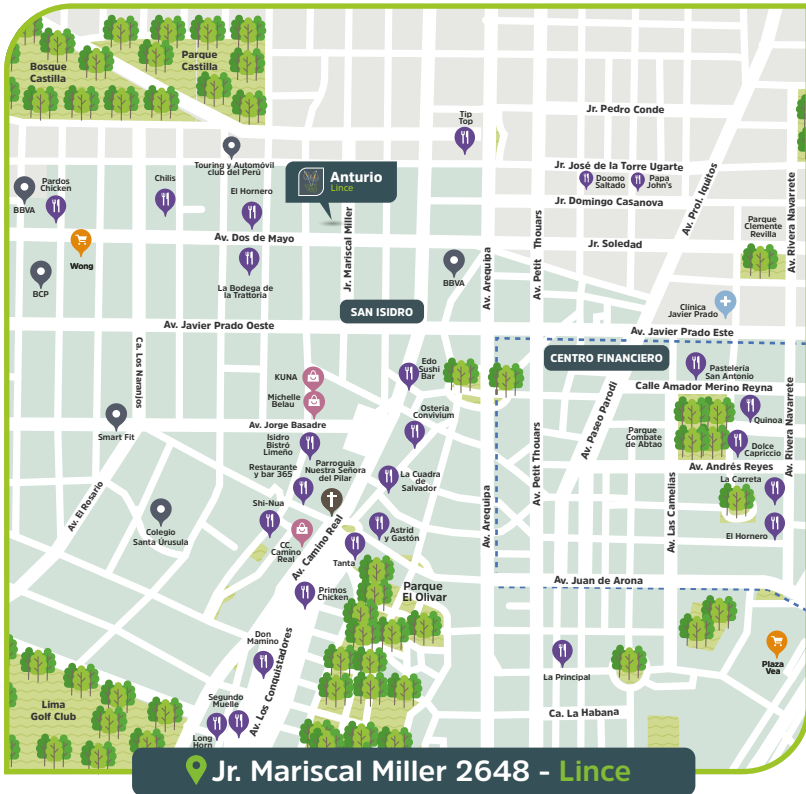 Bosque
Castilla
Parque
Castilla
Tip
Top
Jr. Pedro Conde
Touring y Automóvil
club del Perú
Anturio
Lince
Jr. José de la Torre Ugarte
Doomo
Saltado
Papa
John's
Jr. Domingo Casanova
Av. Prol. Iquitos
Av. Rivera Navarrete
Pardos
Chicken
BBVA
Chilis
El Hornero
Jr. Mariscal Miller
Av. Dos de Mayo
Av. Arequipa
Av. Petit Thouars
Jr. Soledad
Parque
Clemente
Revilla
Wong
BCP
La Bodega de
la Trattoria
BBVA
Clínica
Javier Prado
SAN ISIDRO
Av. Javier Prado Oeste
Av. Javier Prado Este
CENTRO FINANCIERO
Ca. Los Naranjos
KUNA
Michelle
Belau
Edo
Sushi
Bar
Pastelería
San Antonio
Calle Amador Merino Reyna
Av. Paseo Parodi
Av. Rivera Navarrete
Osteria
Convivium
Quinoa
Av. Jorge Basadre
Smart Fit
Isidro
Bistró
Limeño
Parque
Combate
de Abtao
Dolce
Capriccio
Restaurante
y bar 365
Parroguia
Nuestra Señora
del Pilar
La Cuadra
de
Salvador
Av. Petit Thouars
Av. Arequipa
Av. Andrés Reyes
La Carreta
Av. El Rosario
Shi-Nua
Av. Las Camelias
Colegio
Santa Úrsula
CC.
Camino
Real
Av. Camino Real
Astrid
y Gastón
El Hornero
Tanta
Av. Juan de Arona
Primos
Chicken
Parque
El Olivar
Don
Mamino
Av. Los Conquistadores
La Principal
Plaza
Vea
Lima
Golf Club
Segundo
Muelle
Long
Horn
Ca. La Habana
Jr. Mariscal Miller 2648 - Lince